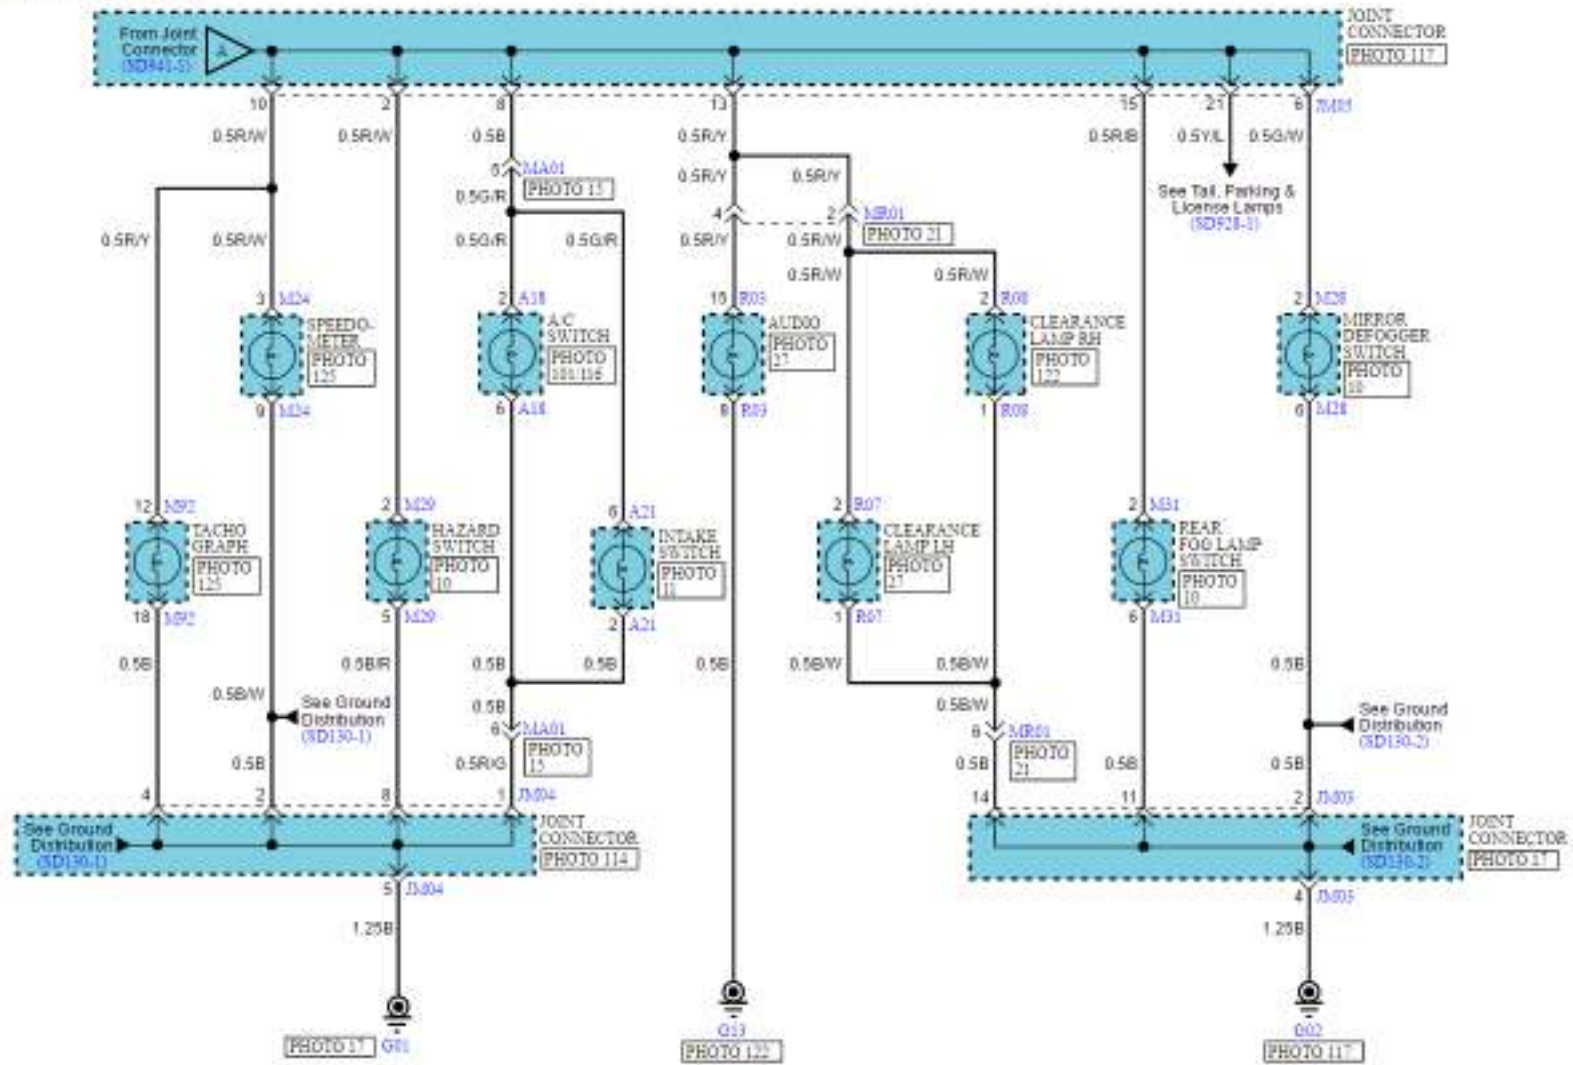 From Joint
Connector
(SD941-1)
A
JOINT
CONNECTOR
PHOTO 117
10
2
8
13
15
21
6
0.5R/W
0.5R/W
0.5B
0.5R/Y
0.5R/B
0.5Y/L
0.5G/W
6
MA01
PHOTO 15
0.5G/R
0.5R/Y
0.5R/Y
See Tail, Parking &
License Lamps
(SD928-1)
4
2
MR01
PHOTO 21
0.5R/Y
0.5R/W
0.5G/R
0.5G/R
0.5R/Y
0.5R/W
0.5R/W
0.5R/W
3
M24
2
A18
15
R03
2
R08
2
M28
SPEEDO-
METER
PHOTO
125
A/C
SWITCH
PHOTO
101/116
AUDIO
PHOTO
27
CLEARANCE
LAMP RH
PHOTO
122
MIRROR
DEFOGGER
SWITCH
PHOTO
10
9
M24
6
A18
8
R03
1
R08
6
M28
12
M92
2
M29
6
A21
2
R07
2
M31
TACHO
GRAPH
PHOTO
125
HAZARD
SWITCH
PHOTO
10
INTAKE
SWITCH
PHOTO
11
CLEARANCE
LAMP LH
PHOTO
27
REAR
FOG LAMP
SWITCH
PHOTO
10
18
M92
5
M29
2
A21
1
R07
6
M31
0.5B
0.5B/R
0.5B
0.5B
0.5B
0.5B/W
0.5B/W
0.5B
0.5B/W
See Ground
Distribution
(SD130-1)
0.5B
0.5B/W
See Ground
Distribution
(SD130-2)
6
MA01
PHOTO
15
MR01
PHOTO
21
0.5B
0.5R/G
0.5B
0.5B
0.5B
4
2
8
1
JM04
14
11
2
JM03
See Ground
Distribution
(SD130-1)
JOINT
CONNECTOR
PHOTO 114
See Ground
Distribution
(SD130-2)
JOINT
CONNECTOR
PHOTO 17
5
JM04
4
1.25B
1.25B
PHOTO 17
G01
G13
PHOTO 122
G02
PHOTO 117